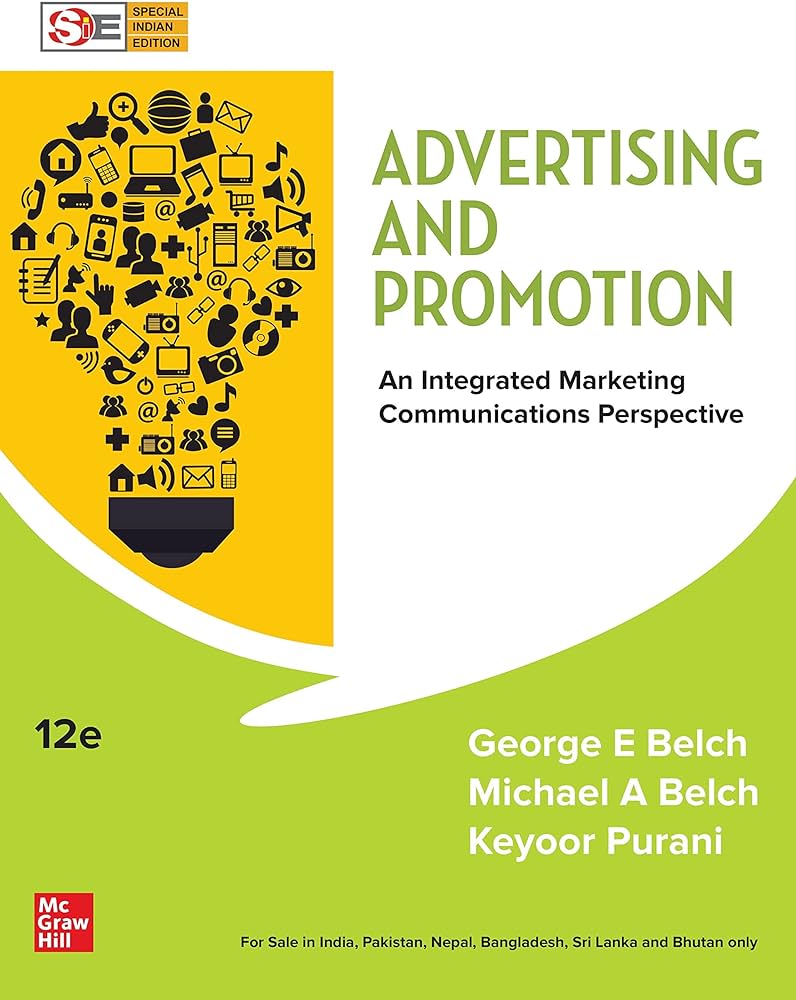 SiE
SPECIAL
INDIAN
EDITION
ADVERTISING
AND
PROMOTION
An Integrated Marketing
Communications Perspective
12e
George E Belch
Michael A Belch
Keyoor Purani
Mc
Graw
Hill
For Sale in India, Pakistan, Nepal, Bangladesh, Sri Lanka and Bhutan only